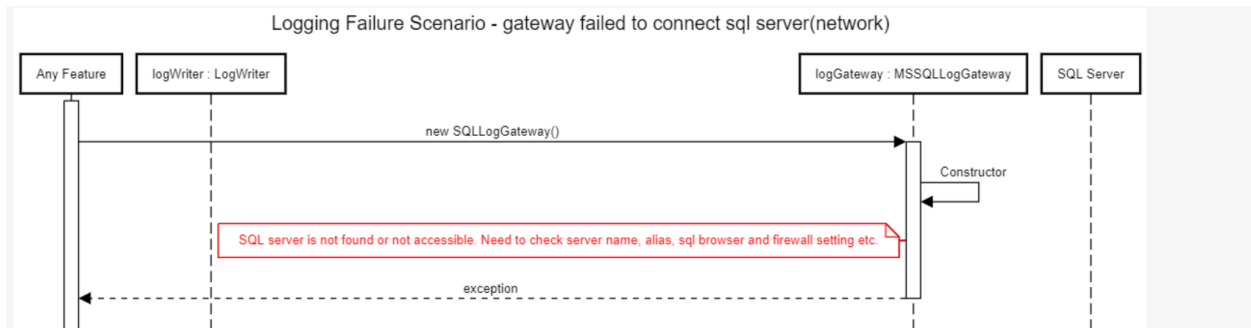 Logging Failure Scenario - gateway failed to connect sql server(network)
Any Feature
logWriter : LogWriter
logGateway : MSSQLLogGateway
SQL Server
new SQLLogGateway()
Constructor
SQL server is not found or not accessible. Need to check server name, alias, sql browser and firewall setting etc.
exception